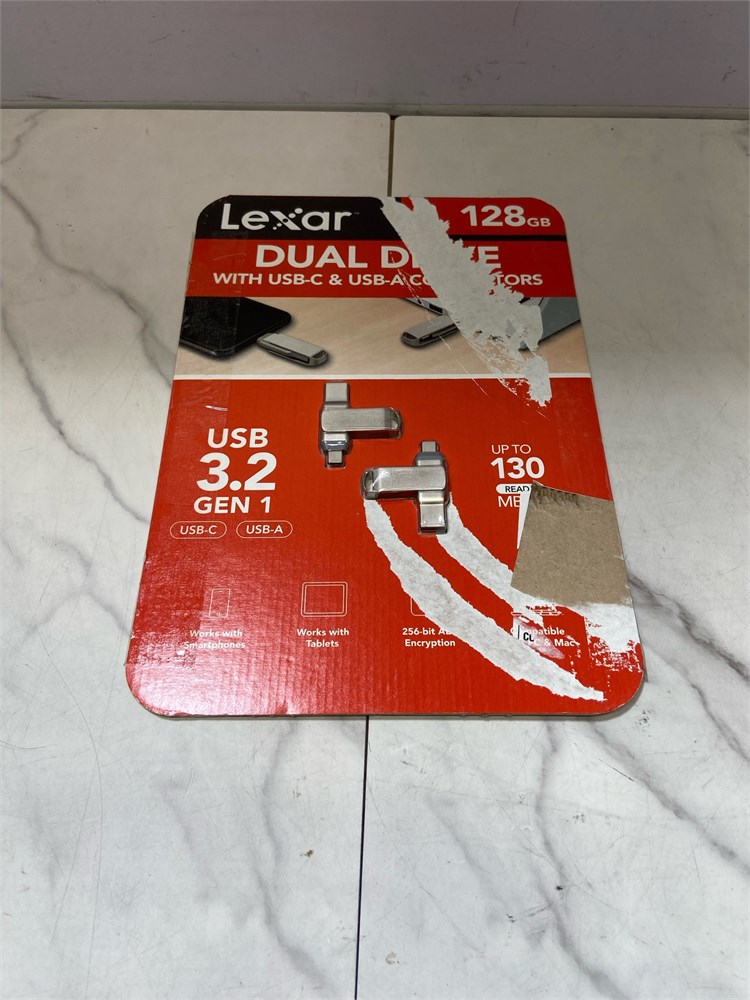 Lexar
128GB
DUAL D E
WITH USB-C & USB-A CO TORS
USB
3.2
GEN 1
USB-C USB-A
UP TO
130
READ
ME
Works with
Smartphones
Works with
Tablets
256-bit A
Encryption
patible
& Mac